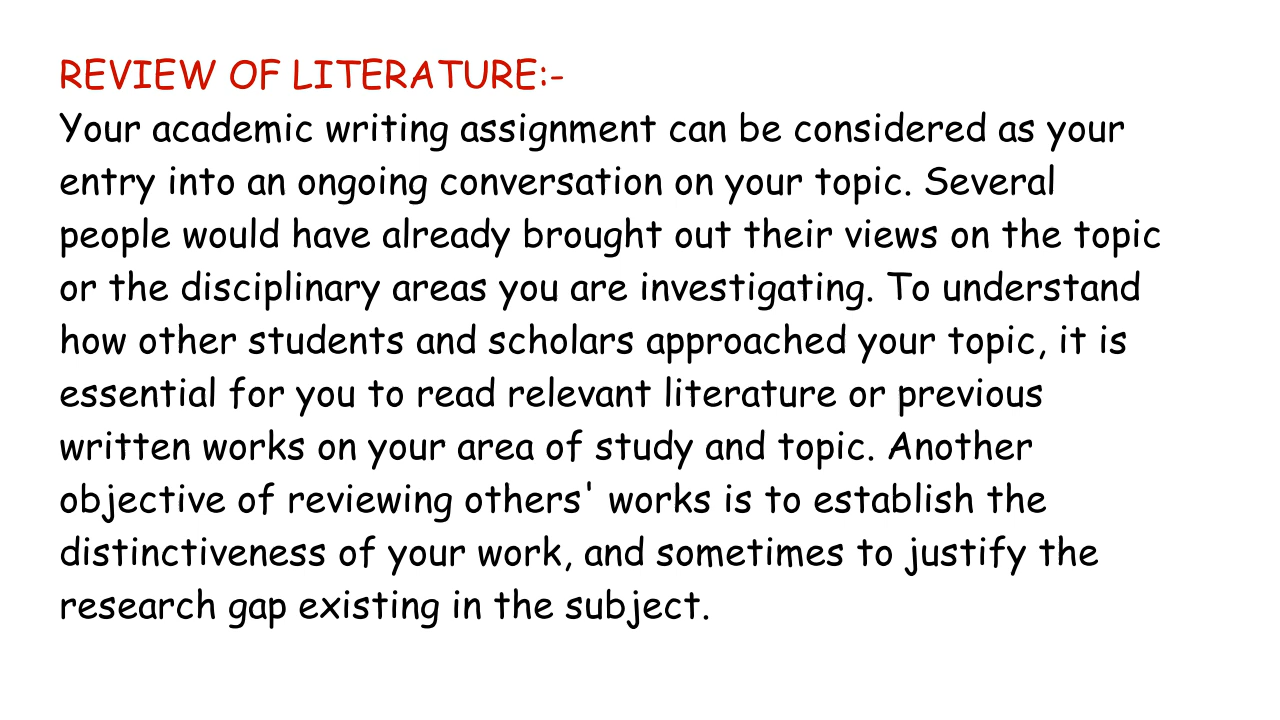 REVIEW OF LITERATURE:-
Your academic writing assignment can be considered as your
entry into an ongoing conversation on your topic. Several
people would have already brought out their views on the topic
or the disciplinary areas you are investigating. To understand
how other students and scholars approached your topic, it is
essential for you to read relevant literature or previous
written works on your area of study and topic. Another
objective of reviewing others' works is to establish the
distinctiveness of your work, and sometimes to justify the
research gap existing in the subject.